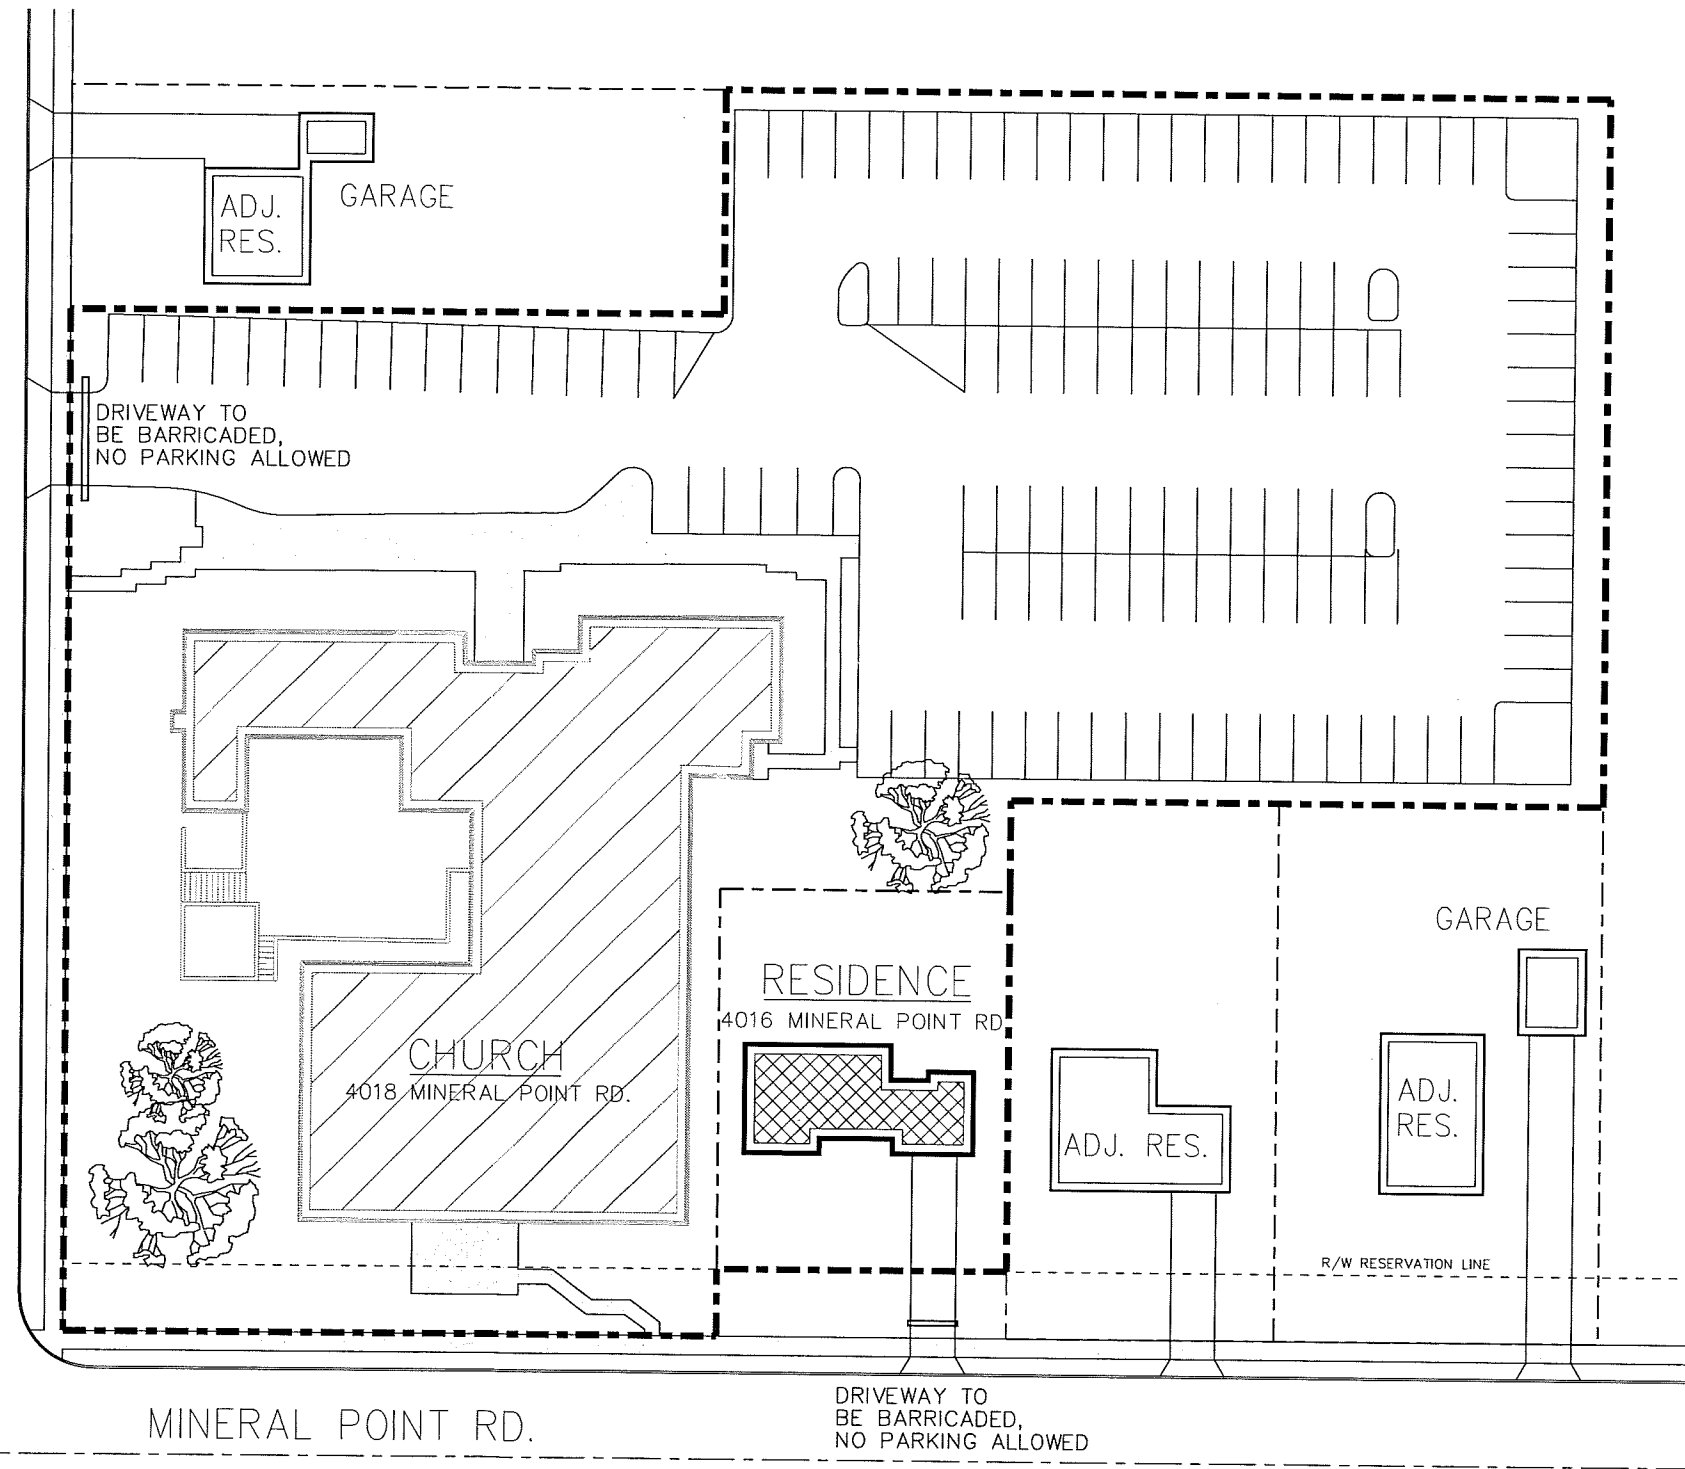 GARAGE
ADJ.
RES.
DRIVEWAY TO
BE BARRICADED,
NO PARKING ALLOWED
GARAGE
RESIDENCE
4016 MINERAL POINT RD
CHURCH
4018 MINERAL POINT RD.
ADJ. RES.
ADJ.
RES.
R/W RESERVATION LINE
DRIVEWAY TO
BE BARRICADED,
NO PARKING ALLOWED
MINERAL POINT RD.